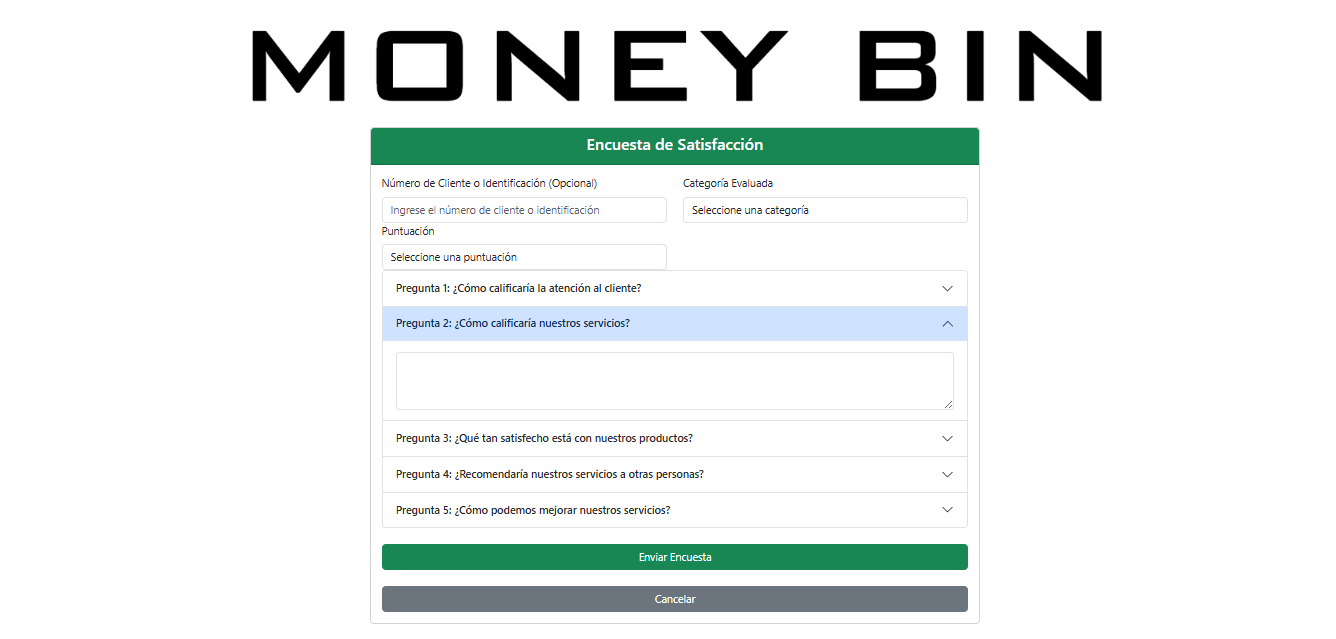 MONEY BIN
Encuesta de Satisfacción
Número de Cliente o Identificación (Opcional)
Categoría Evaluada
Ingrese el número de cliente o identificación
Seleccione una categoría
Puntuación
Seleccione una puntuación
Pregunta 1: ¿Cómo calificaría la atención al cliente?
Pregunta 2: ¿Cómo calificaría nuestros servicios?
Pregunta 3: ¿Qué tan satisfecho está con nuestros productos?
Pregunta 4: ¿Recomendaría nuestros servicios a otras personas?
Pregunta 5: ¿Cómo podemos mejorar nuestros servicios?
Enviar Encuesta
Cancelar